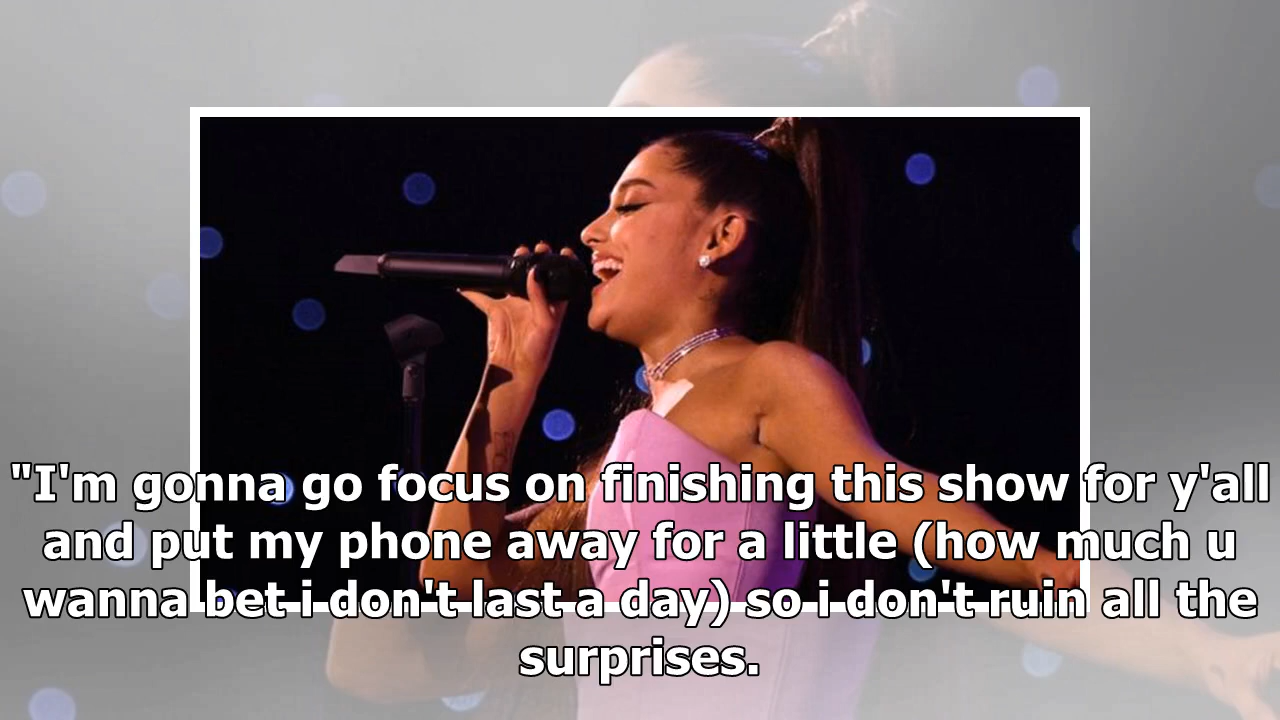 "I'm gonna go focus on finishing this show for y'all
and put my phone away for a little (how much u
wanna bet i don't last a day) so i don't ruin all the
surprises.